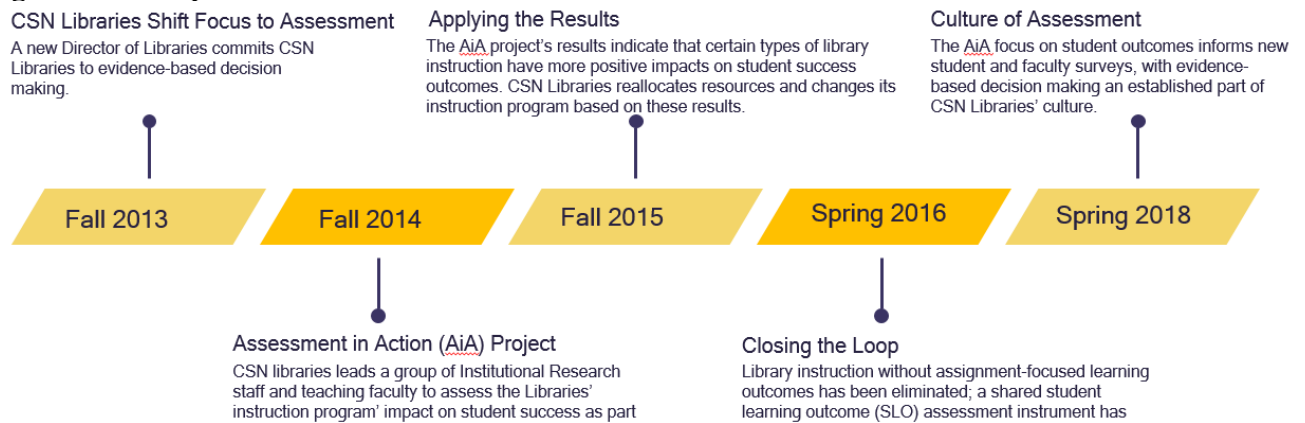 CSN Libraries Shift Focus to Assessment
A new Director of Libraries commits CSN
Libraries to evidence-based decision
making.
Applying the Results
The AiA project's results indicate that certain types of library
instruction have more positive impacts on student success
outcomes. CSN Libraries reallocates resources and changes its
instruction program based on these results.
Culture of Assessment
The AiA focus on student outcomes informs new
student and faculty surveys, with evidence-
based decision making an established part of
CSN Libraries' culture.
Fall 2013
Fall 2014
Fall 2015
Spring 2016
Spring 2018
Assessment in Action (AiA) Project
CSN libraries leads a group of Institutional Research
staff and teaching faculty to assess the Libraries'
instruction program' impact on student success as part
Closing the Loop
Library instruction without assignment-focused learning
outcomes has been eliminated; a shared student
learning outcome (SLO) assessment instrument has